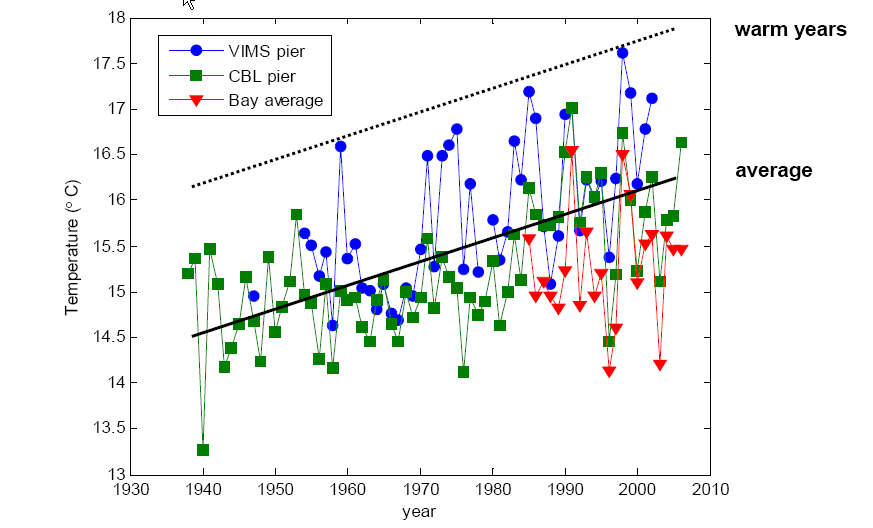 18
17.5
17
16.5
16
15.5
15
14.5
14
13.5
13
Temperature (° C)
VIMS pier
CBL pier
Bay average
warm years
average
1930 1940 1950 1960 1970 1980 1990 2000 2010
year